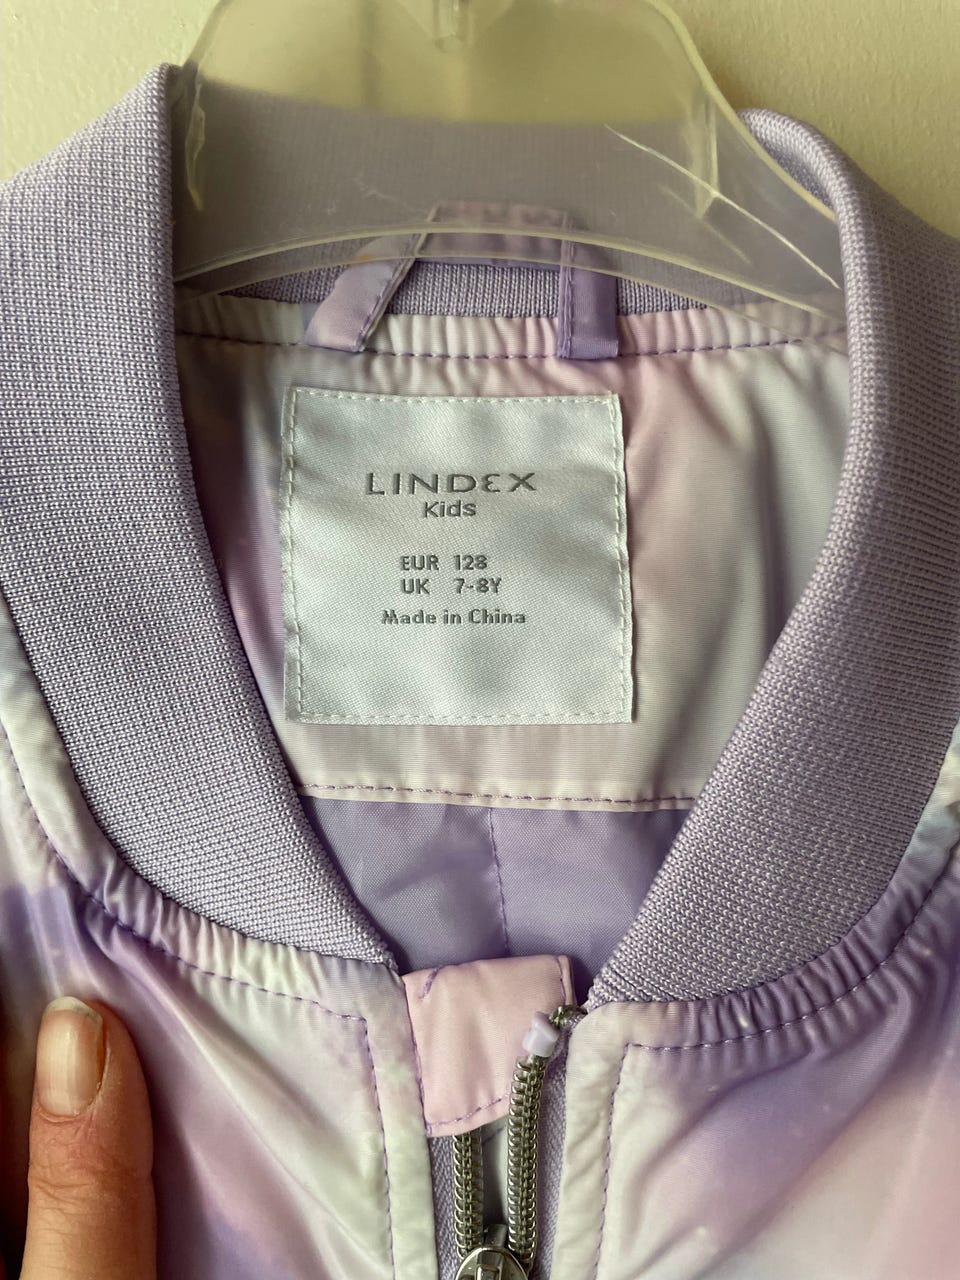 LINDEX
Kids
EUR 128
UK 7-8Y
Made in China